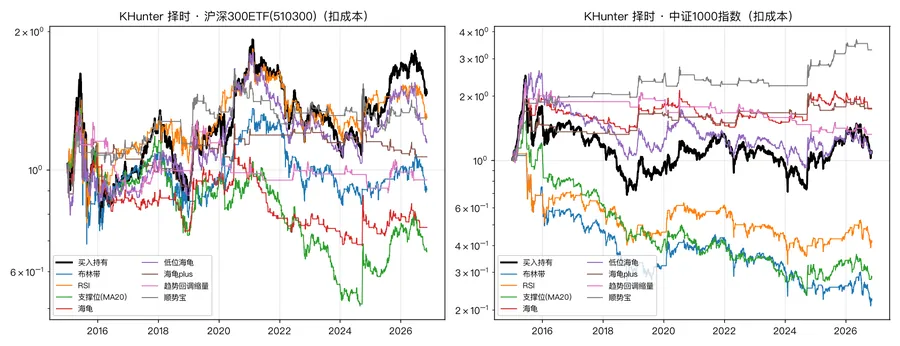 KHunter 择时 · 沪深300ETF(510300)（扣成本）
2 × 10⁰
10⁰
6 × 10⁻¹
买入持有
布林带
RSI
支撑位(MA20)
海龟
低位海龟
海龟plus
趋势回调缩量
顺势宝
2016
2018
2020
2022
2024
2026
KHunter 择时 · 中证1000指数（扣成本）
4 × 10⁰
3 × 10⁰
2 × 10⁰
10⁰
6 × 10⁻¹
4 × 10⁻¹
3 × 10⁻¹
2 × 10⁻¹
买入持有
布林带
RSI
支撑位(MA20)
海龟
低位海龟
海龟plus
趋势回调缩量
顺势宝
2016
2018
2020
2022
2024
2026